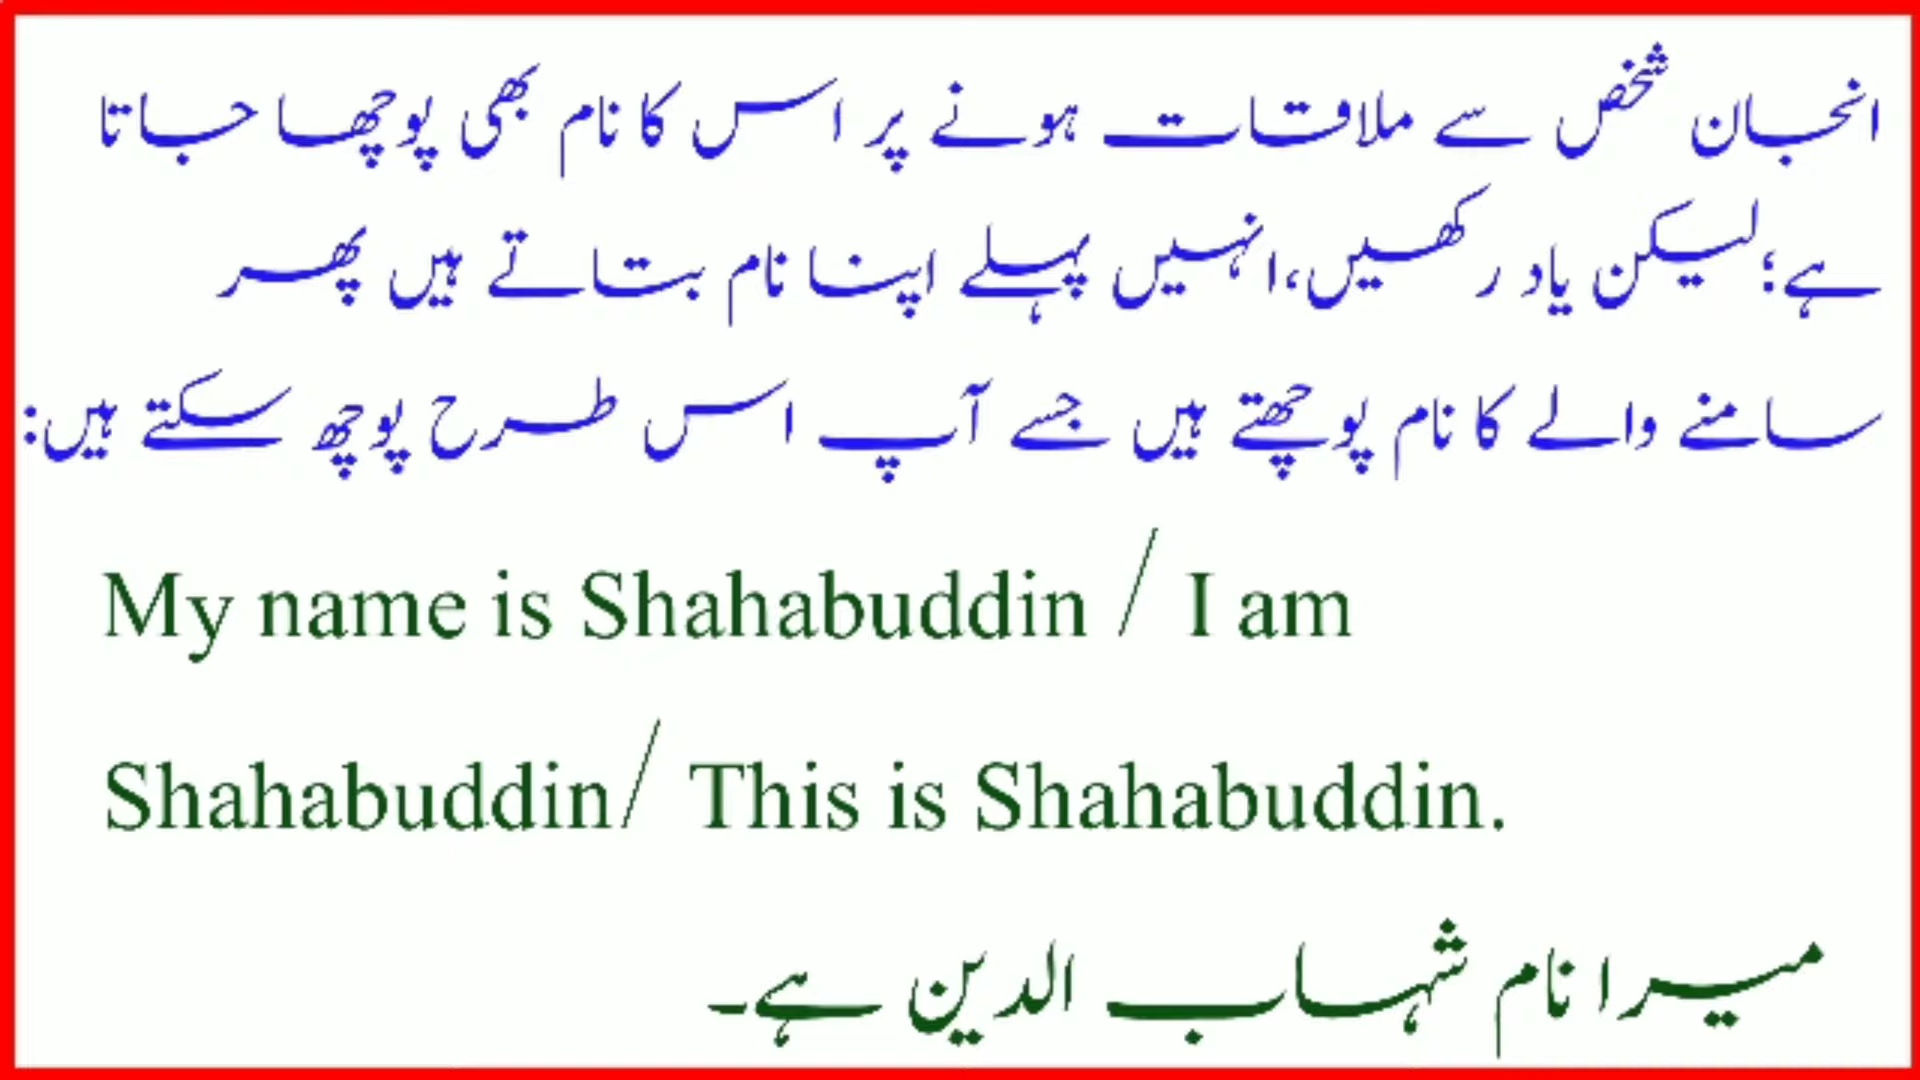 انجان شخص سے ملاقات ہونے پر اس کا نام بھی پوچھا جاتا
ہے؛لیکن یاد رکھیں،انہیں پہلے اپنا نام بتاتے ہیں پھر
سامنے والے کا نام پوچھتے ہیں جسے آپ اس طرح پوچھ سکتے ہیں:
My name is Shahabuddin / I am
Shahabuddin/ This is Shahabuddin.
میرا نام شہاب الدین ہے۔